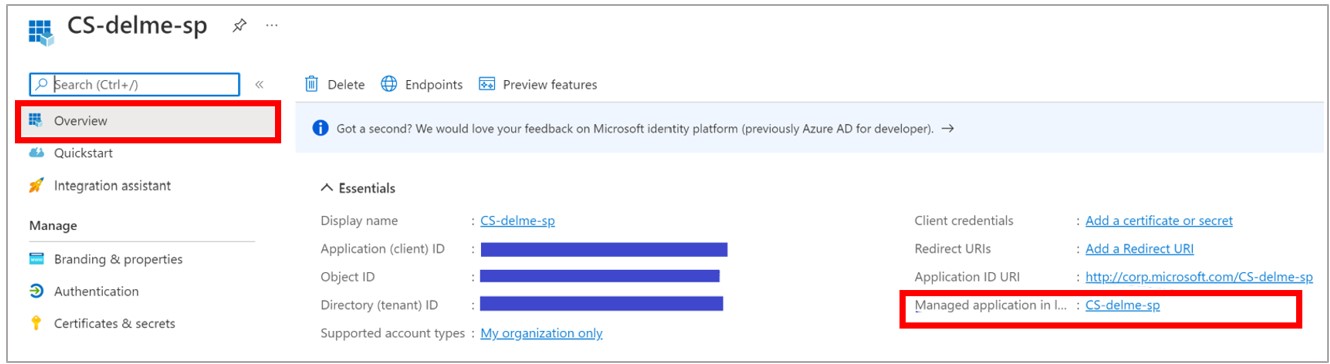 CS-delme-sp
Search (Ctrl+/)
Delete
Endpoints
Preview features
Overview
Got a second? We would love your feedback on Microsoft identity platform (previously Azure AD for developer). →
Quickstart
Integration assistant
Essentials
Manage
Display name : CS-delme-sp
Client credentials : Add a certificate or secret
Application (client) ID :
Redirect URIs : Add a Redirect URI
Branding & properties
Object ID :
Application ID URI : http://corp.microsoft.com/CS-delme-sp
Authentication
Directory (tenant) ID :
Managed application in l... : CS-delme-sp
Certificates & secrets
Supported account types : My organization only